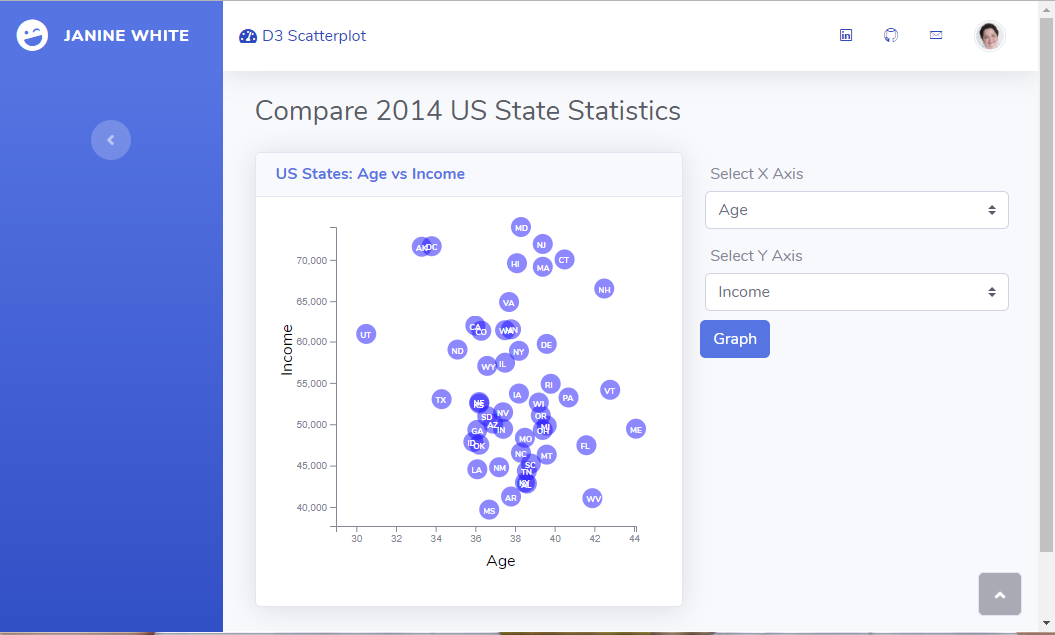 JANINE WHITE
D3 Scatterplot
Compare 2014 US State Statistics
US States: Age vs Income
Select X Axis
Age
Select Y Axis
Income
Graph
Income
70,000
65,000
60,000
55,000
50,000
45,000
40,000
MD
AK DC
NJ
HI MA CT
NH
VA
UT CA CO
DE
ND NY
WY IL
RI
TX IA PA VT
WI
SD NV OR
GA AZ IN OH ME
ID OK MO FL
NC MT
LA NM SC
TN
AR WV
MS
30 32 34 36 38 40 42 44
Age